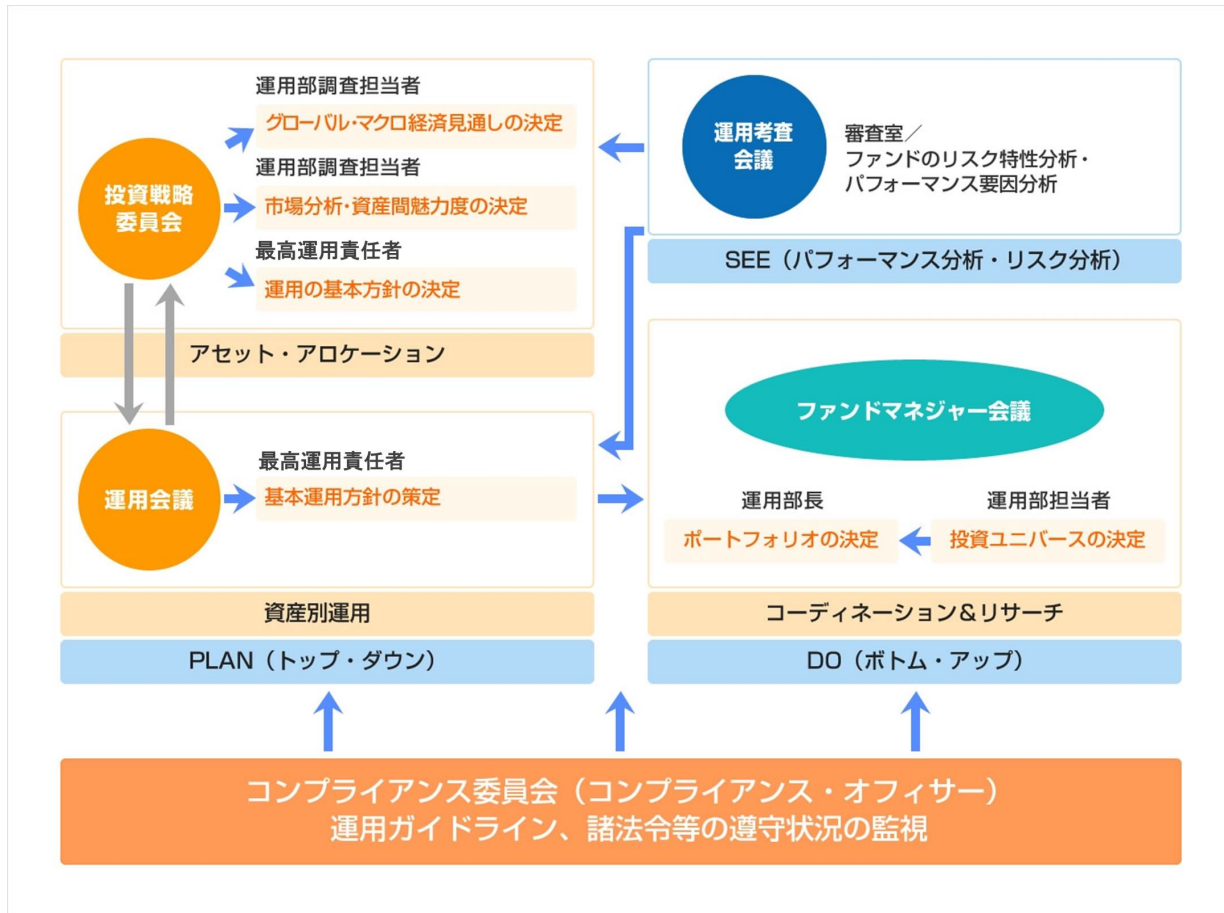 運用部調査担当者
グローバル・マクロ経済見通しの決定
運用部調査担当者
投資戦略
委員会
市場分析・資産間魅力度の決定
最高運用責任者
運用の基本方針の決定
アセット・アロケーション
運用考査
会議
審査室／
ファンドのリスク特性分析・
パフォーマンス要因分析
SEE（パフォーマンス分析・リスク分析）
最高運用責任者
運用会議
基本運用方針の策定
資産別運用
PLAN（トップ・ダウン）
ファンドマネジャー会議
運用部長
ポートフォリオの決定
運用部担当者
投資ユニバースの決定
コーディネーション＆リサーチ
DO（ボトム・アップ）
コンプライアンス委員会（コンプライアンス・オフィサー）
運用ガイドライン、諸法令等の遵守状況の監視